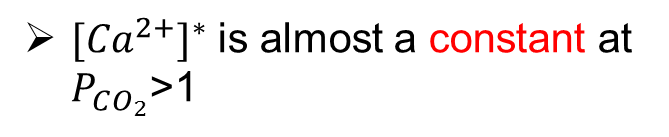 ➢ [Ca²⁺]* is almost a constant at
P_CO₂>1